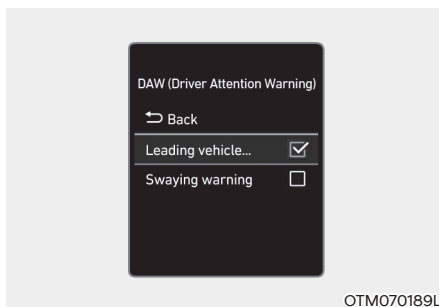 DAW (Driver Attention Warning)
Back
Leading vehicle...
Swaying warning
OTM070189L